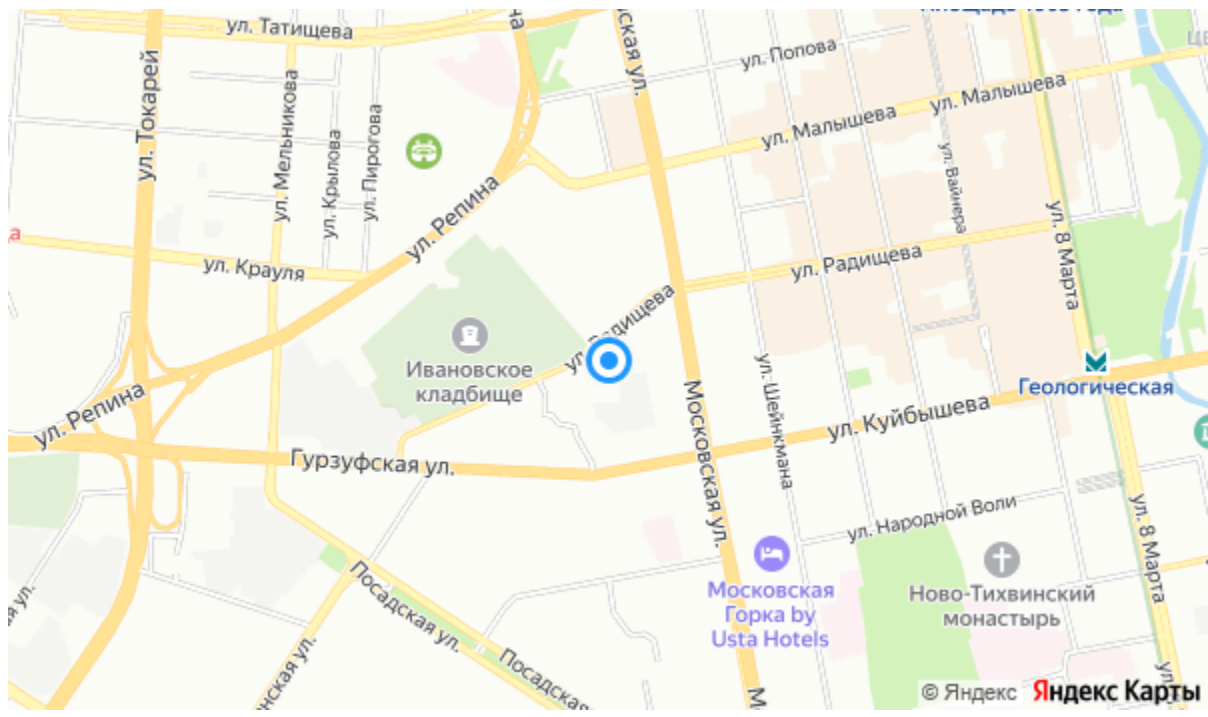 ул. Татищева
ул. Попова
ул. Малышева
ул. Малышева
ул. Токарей
ул. Мельникова
ул. Крылова
ул. Пирогова
ул. Репина
ул. Вайнера
ул. Крауля
ул. Радищева
ул. 8 Марта
ул. Радищева
Ивановское
кладбище
ул. Репина
Геологическая
ул. Шейнкмана
Московская ул.
ул. Куйбышева
Гурзуфская ул.
ул. Народной Воли
ул. 8 Марта
Посадская ул.
Посадская
Московская
Горка by
Usta Hotels
Ново-Тихвинский
монастырь
© Яндекс Яндекс Карты